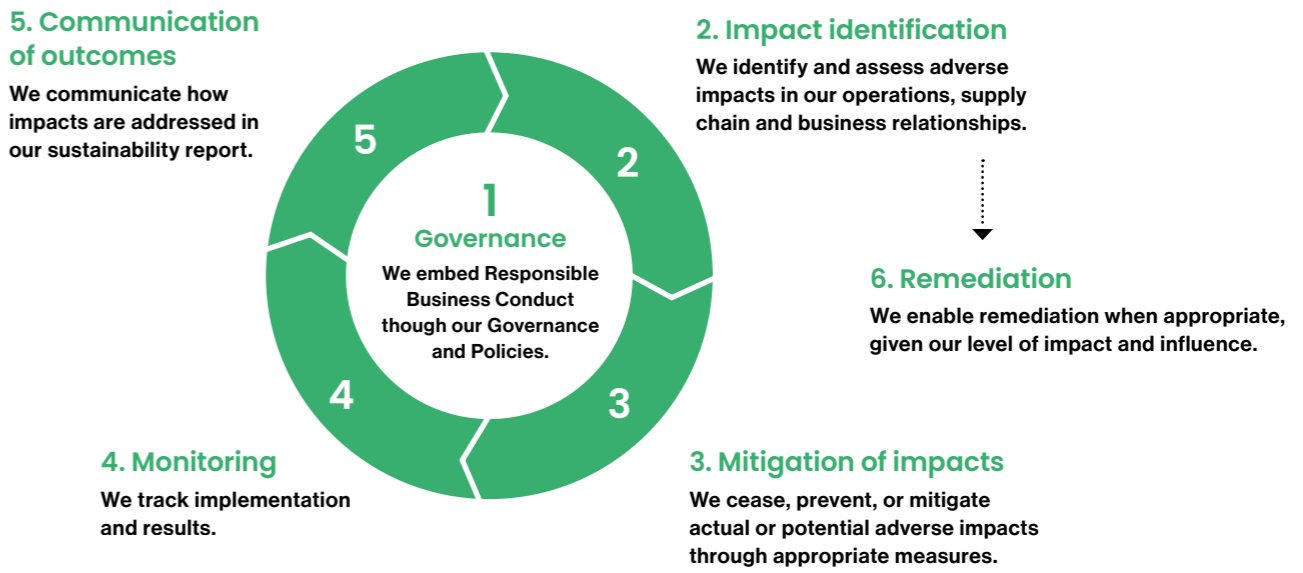 5. Communication
of outcomes
We communicate how
impacts are addressed in
our sustainability report.
2. Impact identification
We identify and assess adverse
impacts in our operations, supply
chain and business relationships.
5
2
1
Governance
We embed Responsible
Business Conduct
though our Governance
and Policies.
6. Remediation
We enable remediation when appropriate,
given our level of impact and influence.
4
3
4. Monitoring
We track implementation
and results.
3. Mitigation of impacts
We cease, prevent, or mitigate
actual or potential adverse impacts
through appropriate measures.